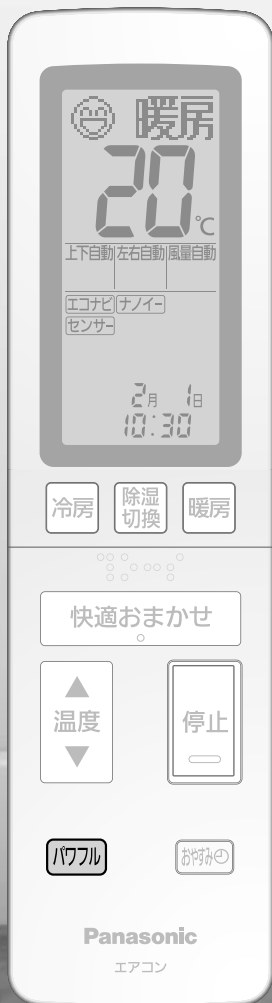 暖房
20℃
上下自動 左右自動 風量自動
エコナビ ナノイー
センサー
2月 1日
10:30
冷房 除湿切換 暖房
快適おまかせ
▲
温度
▼
停止
パワフル おやすみ
Panasonic
エアコン